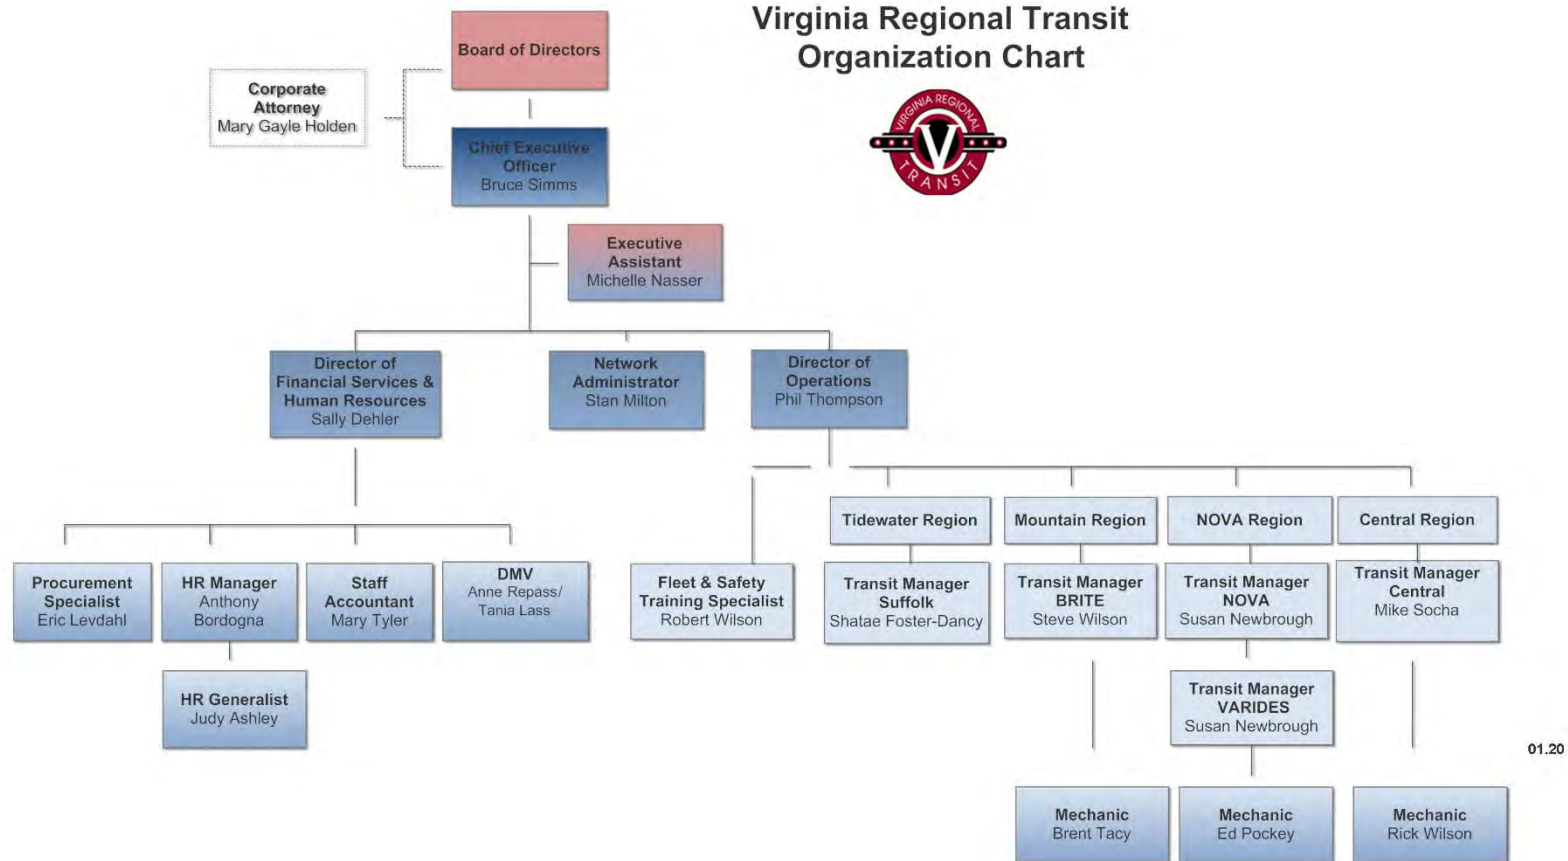 Virginia Regional Transit
Organization Chart
VIRGINIA REGIONAL
V
TRANSIT
Board of Directors
Corporate
Attorney
Mary Gayle Holden
Chief Executive
Officer
Bruce Simms
Executive
Assistant
Michelle Nasser
Director of
Financial Services &
Human Resources
Sally Dehler
Network
Administrator
Stan Milton
Director of
Operations
Phil Thompson
Tidewater Region
Mountain Region
NOVA Region
Central Region
Procurement
Specialist
Eric Levdahl
HR Manager
Anthony
Bordogna
Staff
Accountant
Mary Tyler
DMV
Anne Repass/
Tania Lass
Fleet & Safety
Training Specialist
Robert Wilson
Transit Manager
Suffolk
Shatae Foster-Dancy
Transit Manager
BRITE
Steve Wilson
Transit Manager
NOVA
Susan Newbrough
Transit Manager
Central
Mike Socha
HR Generalist
Judy Ashley
Transit Manager
VARIDES
Susan Newbrough
01.20
Mechanic
Brent Tacy
Mechanic
Ed Pockey
Mechanic
Rick Wilson